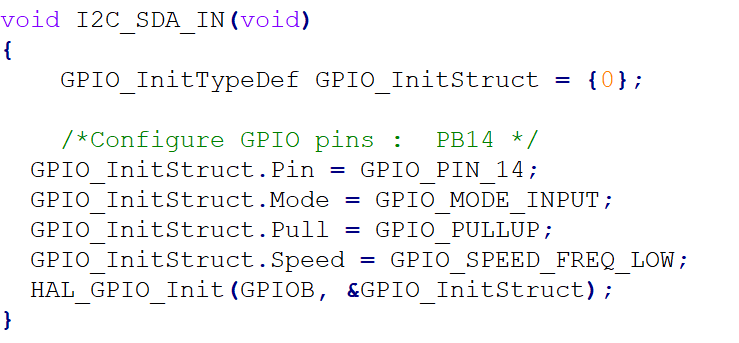 void I2C_SDA_IN(void)
{
    GPIO_InitTypeDef GPIO_InitStruct = {0};
    /*Configure GPIO pins :  PB14 */
  GPIO_InitStruct.Pin = GPIO_PIN_14;
  GPIO_InitStruct.Mode = GPIO_MODE_INPUT;
  GPIO_InitStruct.Pull = GPIO_PULLUP;
  GPIO_InitStruct.Speed = GPIO_SPEED_FREQ_LOW;
  HAL_GPIO_Init(GPIOB, &GPIO_InitStruct);
}